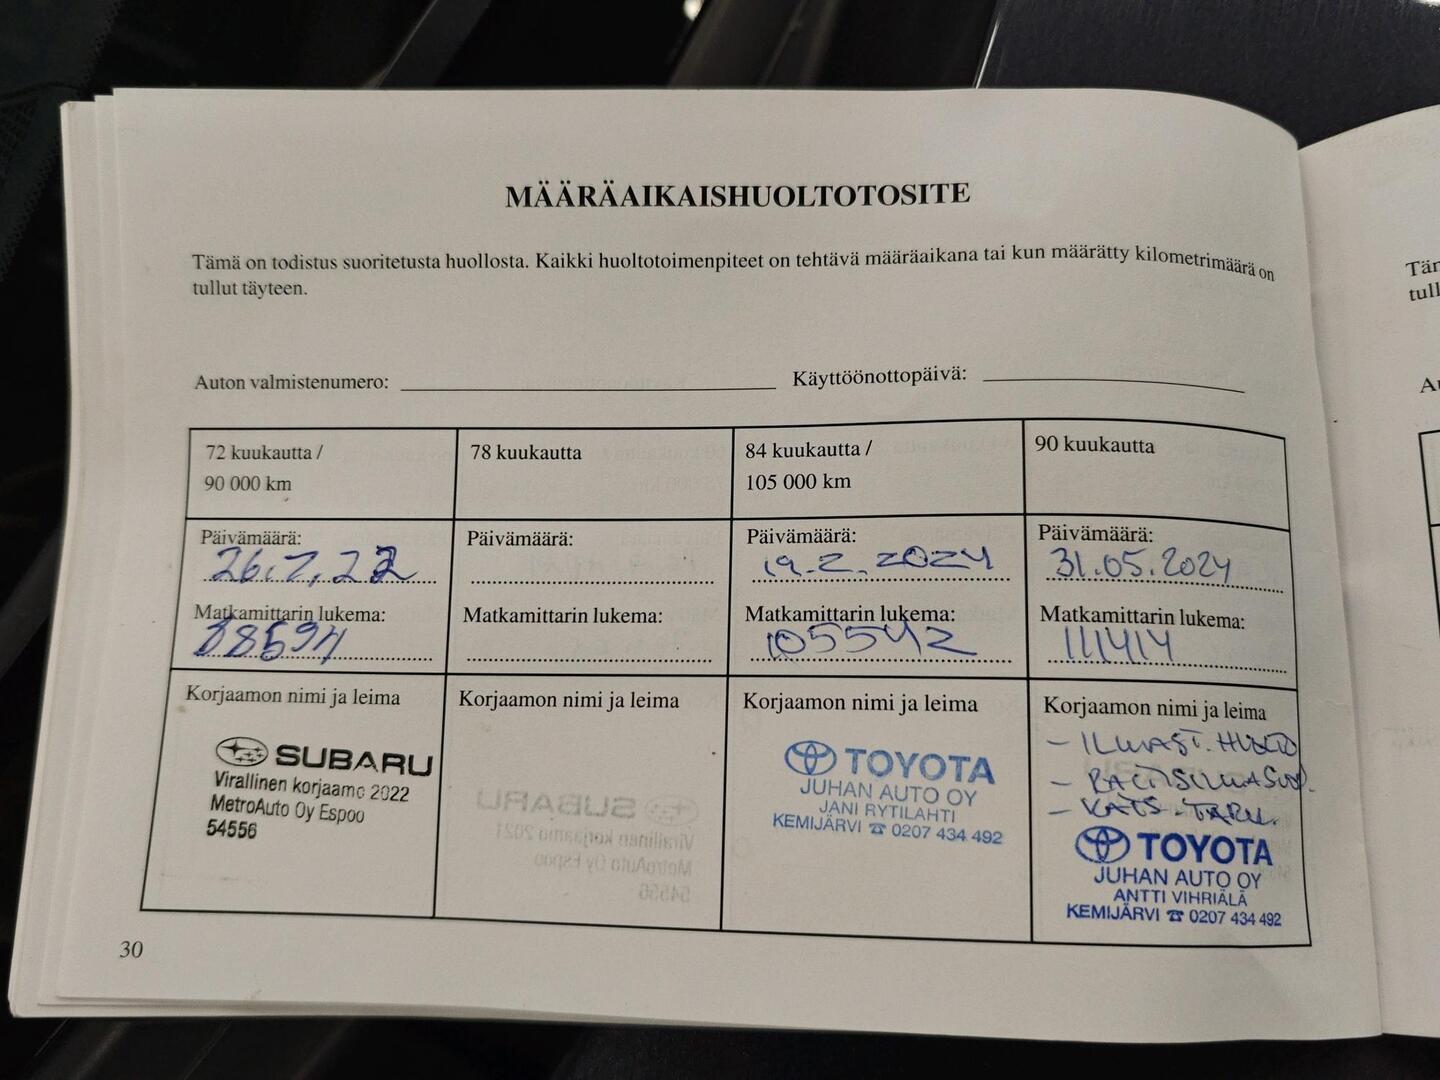 MÄÄRÄAIKAISHUOLTOTOSITE
Tämä on todistus suoritetusta huollosta. Kaikki huoltotoimenpiteet on tehtävä määräaikana tai kun määrätty kilometrimäärä on
tullut täyteen.
Auton valmistenumero:
Käyttöönottopäivä:
72 kuukautta /
90 000 km
Päivämäärä:
26.7.22
Matkamittarin lukema:
88594
Korjaamon nimi ja leima
SUBARU
Virallinen korjaamo 2022
MetroAuto Oy Espoo
54556
78 kuukautta
Päivämäärä:
Matkamittarin lukema:
Korjaamon nimi ja leima
84 kuukautta /
105 000 km
Päivämäärä:
19.2.2024
Matkamittarin lukema:
105542
Korjaamon nimi ja leima
TOYOTA
JUHAN AUTO OY
JANI RYTILAHTI
KEMIJÄRVI ☎ 0207 434 492
90 kuukautta
Päivämäärä:
31.05.2024
Matkamittarin lukema:
111414
Korjaamon nimi ja leima
- ILMAST. HUOLTO
- RAITISILMASUOD.
- KATS. TARK.
TOYOTA
JUHAN AUTO OY
ANTTI VIHRIÄLÄ
KEMIJÄRVI ☎ 0207 434 492
30